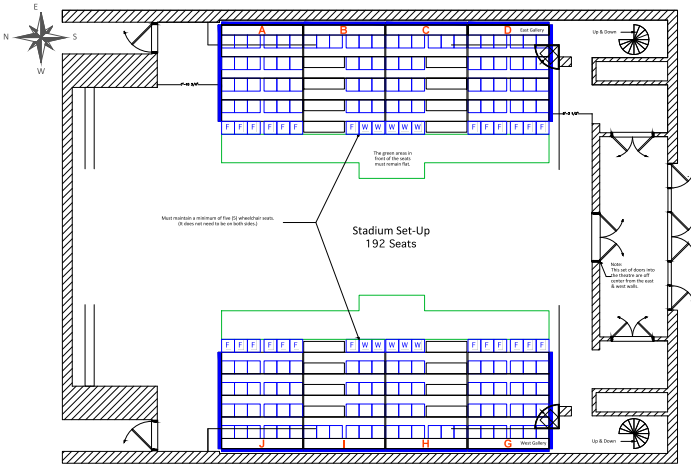 E
N
S
W
A
B
C
D
East Gallery
Up & Down
F F F F F F F W W W W W F F F F F F
The green areas in
front of the seats
must remain flat.
Must maintain a minimum of five (5) wheelchair seats.
(It does not need to be on both sides.)
Stadium Set-Up
192 Seats
Note:
This set of doors into
the theatre are off
center from the east
& west walls.
F F F F F F F W W W W W F F F F F F
J
I
H
G
West Gallery
Up & Down